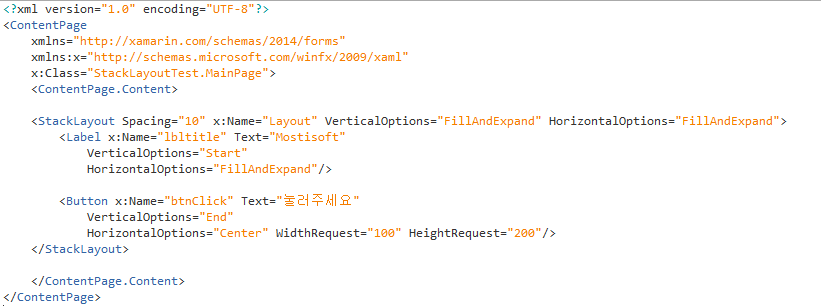 <?xml version="1.0" encoding="UTF-8"?>
<ContentPage
xmlns="http://xamarin.com/schemas/2014/forms"
xmlns:x="http://schemas.microsoft.com/winfx/2009/xaml"
x:Class="StackLayoutTest.MainPage">
<ContentPage.Content>
<StackLayout Spacing="10" x:Name="Layout" VerticalOptions="FillAndExpand" HorizontalOptions="FillAndExpand">
<Label x:Name="lbltitle" Text="Mostisoft"
VerticalOptions="Start"
HorizontalOptions="FillAndExpand"/>
<Button x:Name="btnClick" Text="눌러주세요"
VerticalOptions="End"
HorizontalOptions="Center" WidthRequest="100" HeightRequest="200"/>
</StackLayout>
</ContentPage.Content>
</ContentPage>